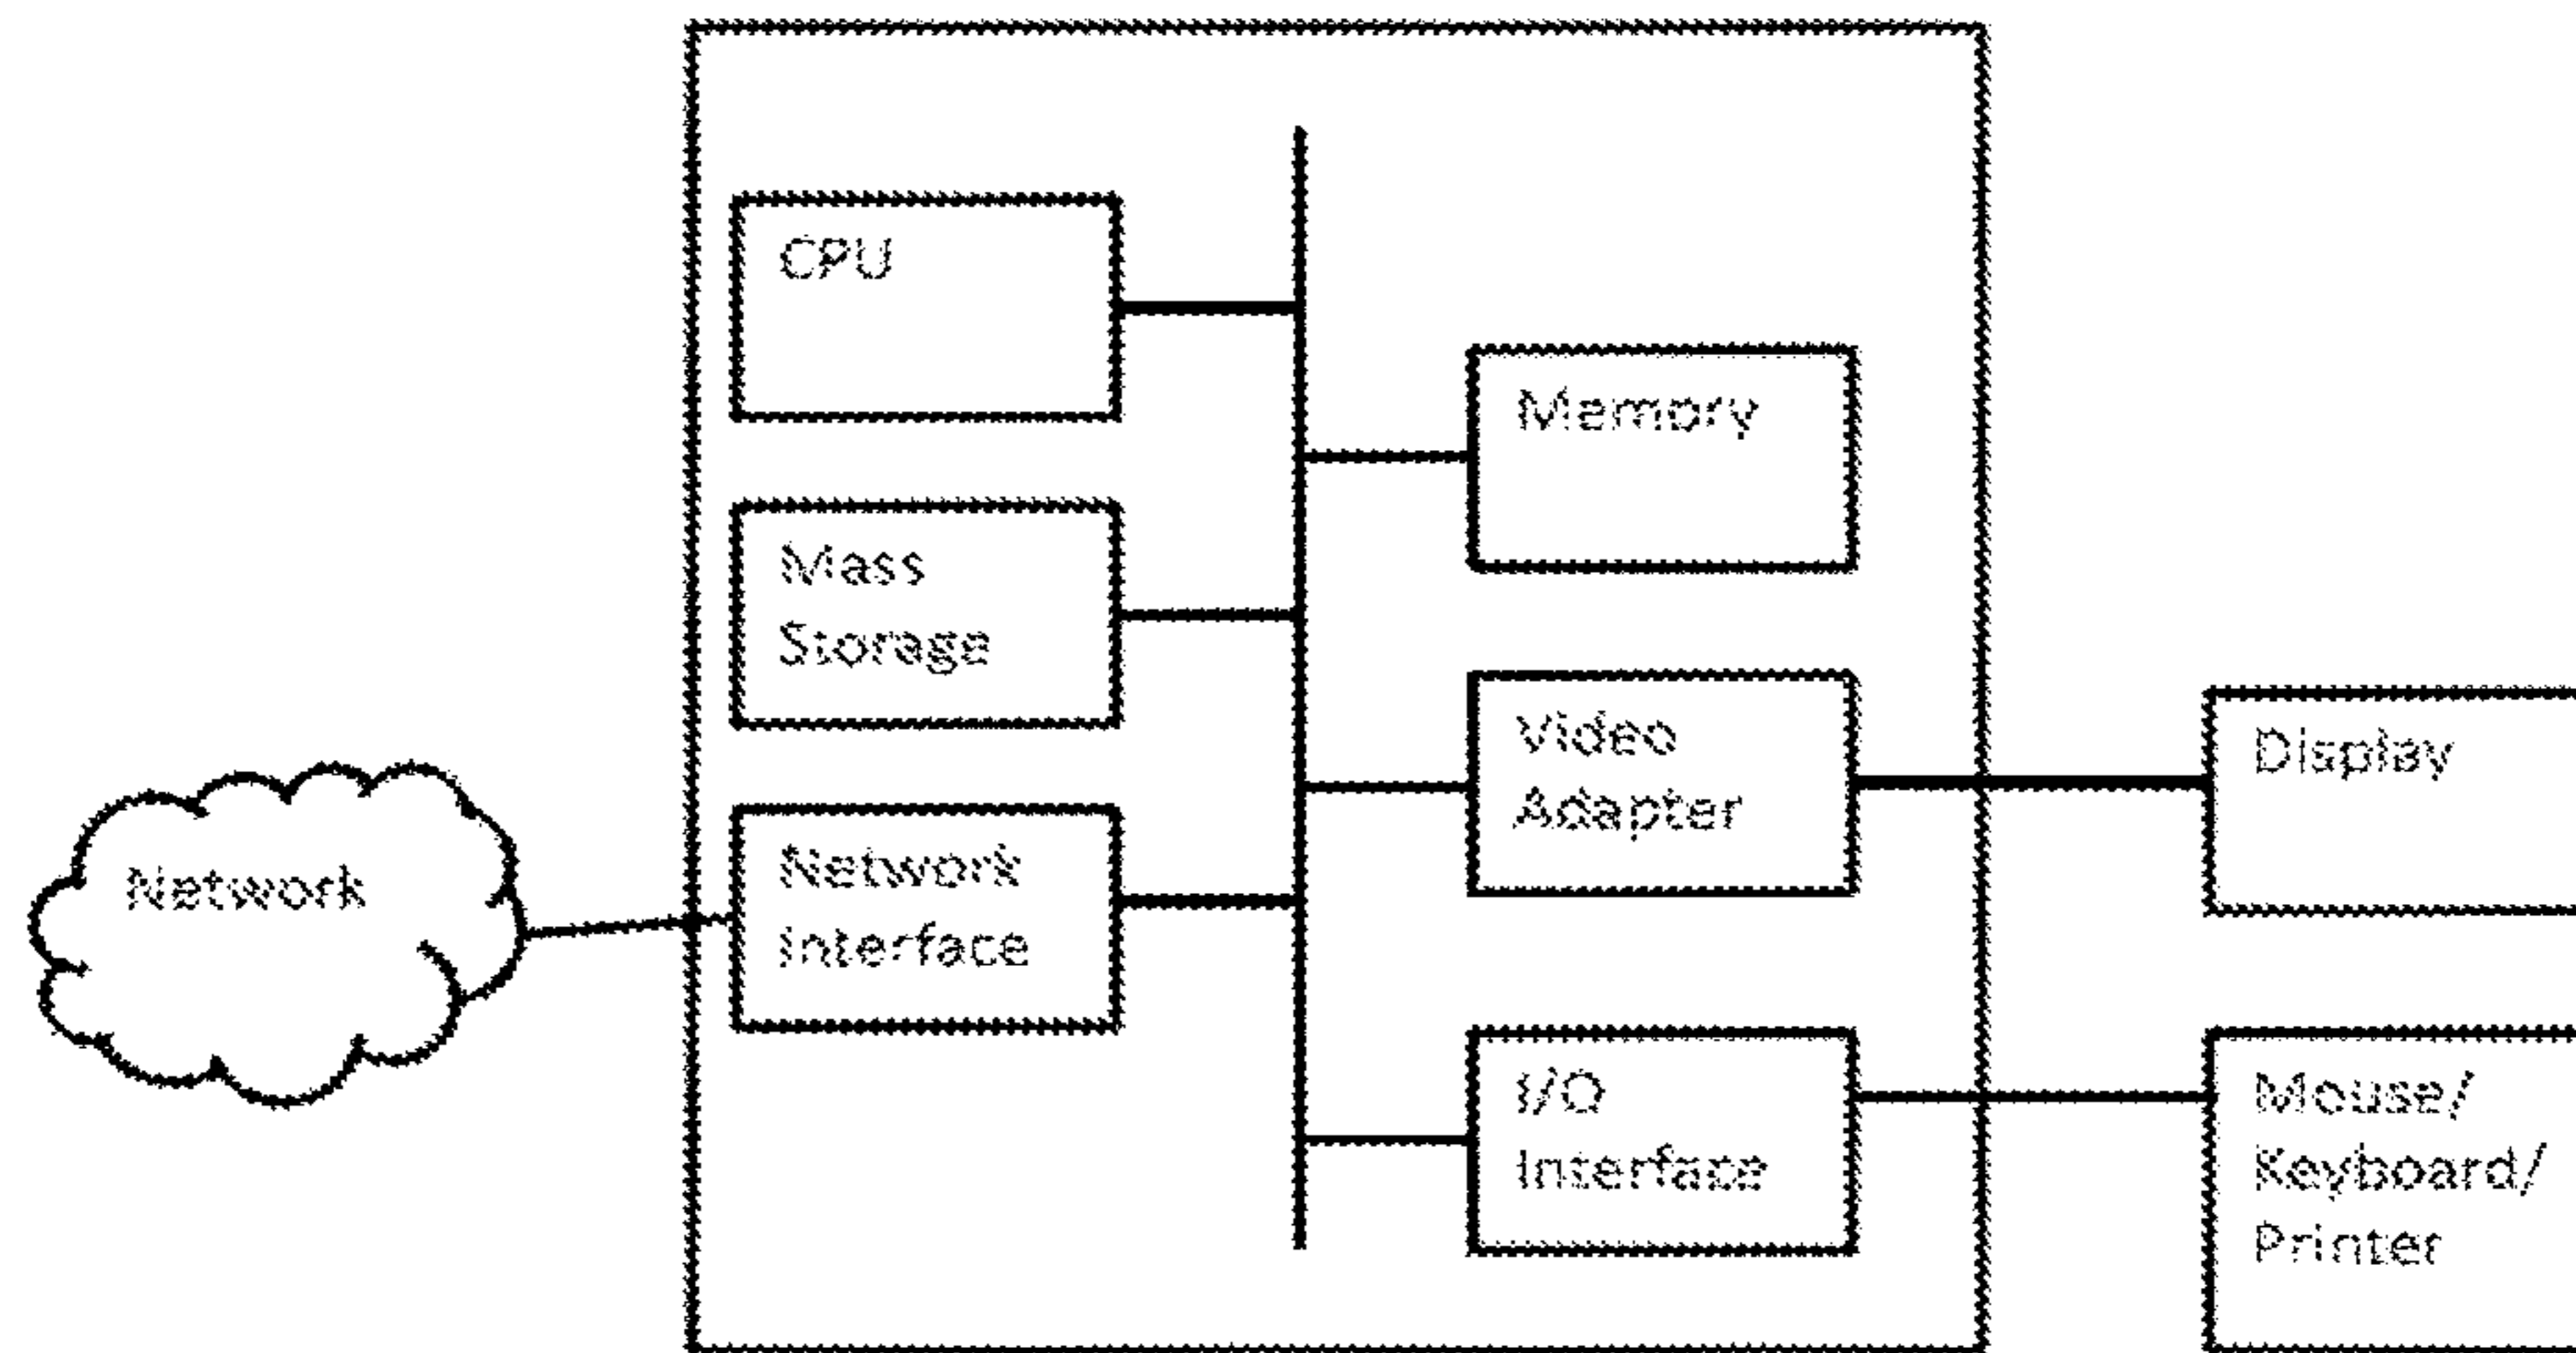 CPU
Memory
Mass
Storage
Video
Adapter
Display
Network
Network
Interface
I/O
Interface
Mouse/
Keyboard/
Printer